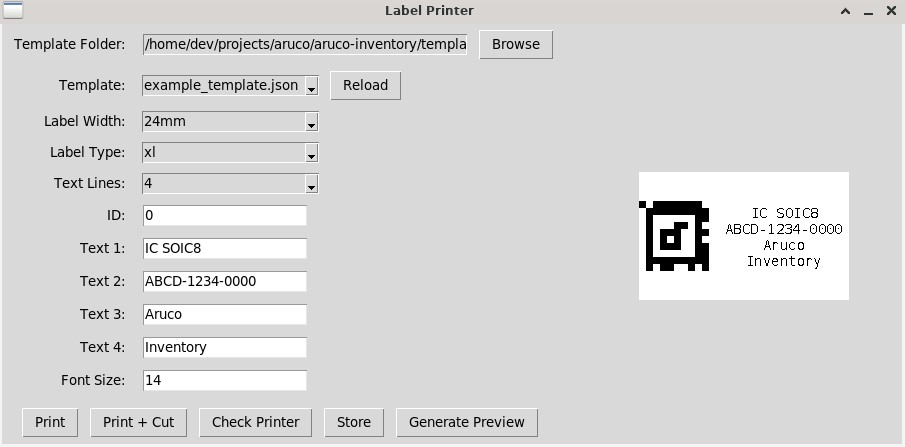 Label Printer
Template Folder: /home/dev/projects/aruco/aruco-inventory/templa Browse
Template: example_template.json Reload
Label Width: 24mm
Label Type: xl
Text Lines: 4
ID: 0
Text 1: IC SOIC8
Text 2: ABCD-1234-0000
Text 3: Aruco
Text 4: Inventory
Font Size: 14
IC SOIC8
ABCD-1234-0000
Aruco
Inventory
Print Print + Cut Check Printer Store Generate Preview